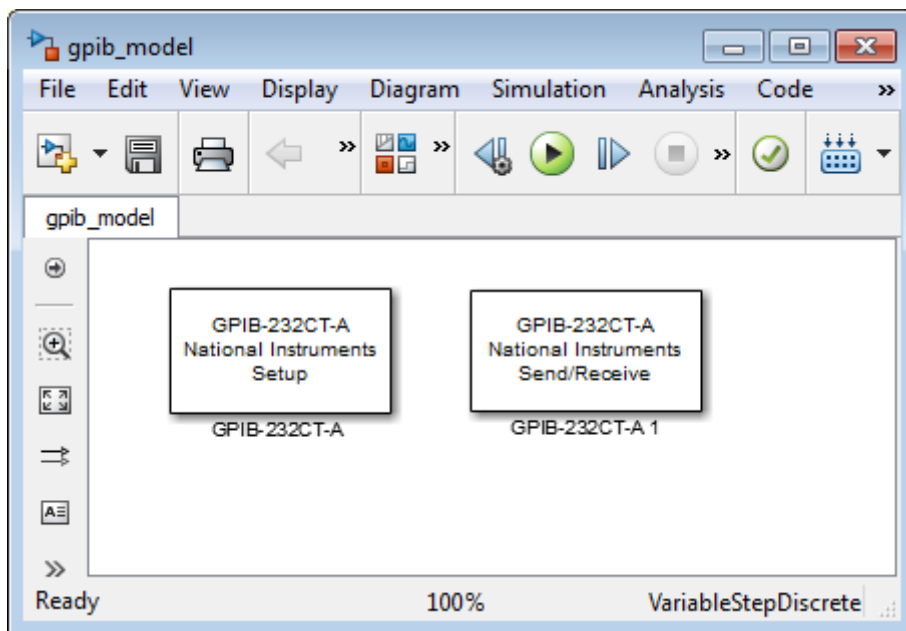 gpib_model
File Edit View Display Diagram Simulation Analysis Code »
gpib_model
GPIB-232CT-A
National Instruments
Setup
GPIB-232CT-A
GPIB-232CT-A
National Instruments
Send/Receive
GPIB-232CT-A 1
Ready 100% VariableStepDiscrete